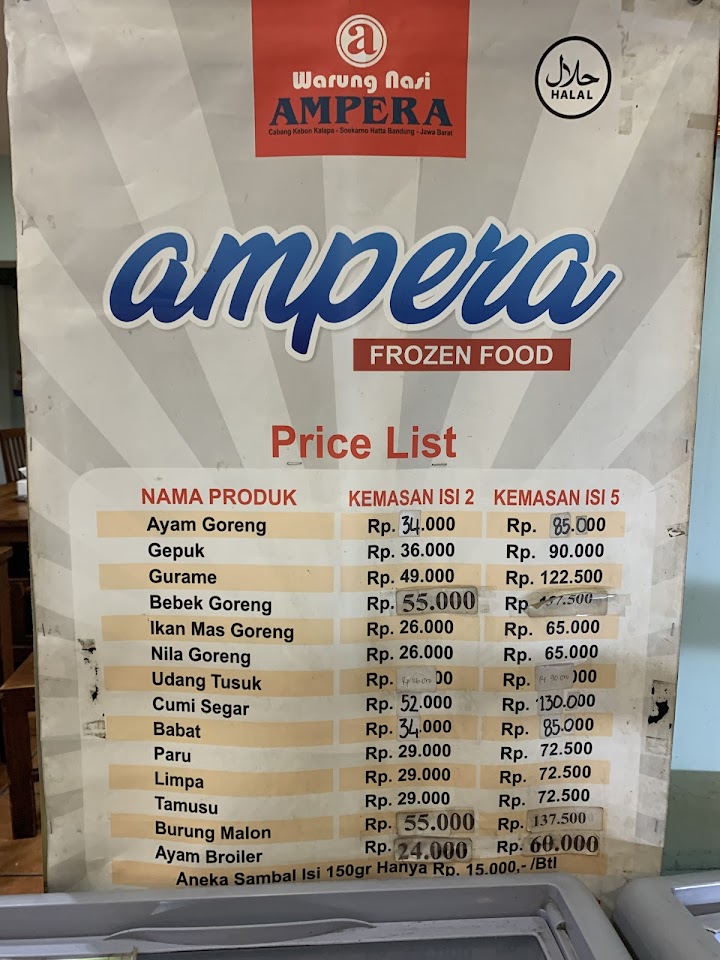 a
Warung Nasi
AMPERA
Cabang Kebon Kalapa - Soekarno Hatta Bandung - Jawa Barat
حلال
HALAL
ampera
FROZEN FOOD
Price List
NAMA PRODUK KEMASAN ISI 2 KEMASAN ISI 5
Ayam Goreng Rp. 34.000 Rp. 85.000
Gepuk Rp. 36.000 Rp. 90.000
Gurame Rp. 49.000 Rp. 122.500
Bebek Goreng Rp. 55.000 Rp
Ikan Mas Goreng Rp. 26.000 Rp. 65.000
Nila Goreng Rp. 26.000 Rp. 65.000
Udang Tusuk Rp. Rp.
Cumi Segar Rp. 52.000 Rp. 130.000
Babat Rp. 34.000 Rp. 85.000
Paru Rp. 29.000 Rp. 72.500
Limpa Rp. 29.000 Rp. 72.500
Tamusu Rp. 29.000 Rp. 72.500
Burung Malon Rp. 55.000 Rp. 137.500
Ayam Broiler Rp. 24.000 Rp. 60.000
Aneka Sambal Isi 150gr Hanya Rp. 15.000,- /Btl